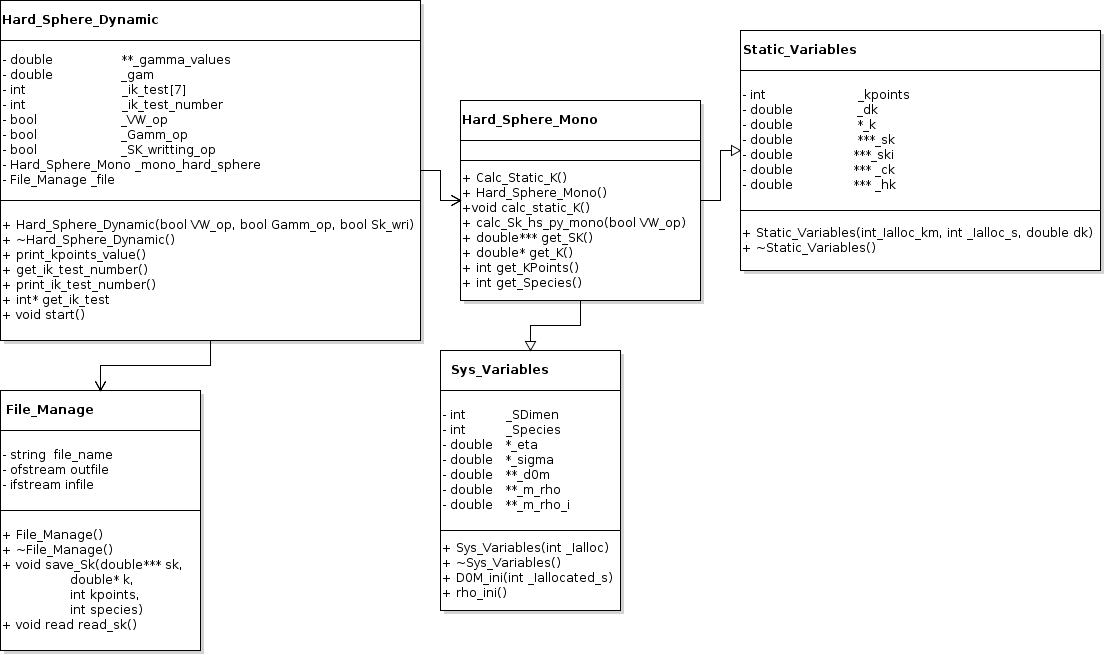 Hard_Sphere_Dynamic
- double **_gamma_values
- double _gam
- int _ik_test[7]
- int _ik_test_number
- bool _VW_op
- bool _Gamm_op
- bool _SK_writting_op
- Hard_Sphere_Mono _mono_hard_sphere
- File_Manage _file
+ Hard_Sphere_Dynamic(bool VW_op, bool Gamm_op, bool Sk_wri)
+ ~Hard_Sphere_Dynamic()
+ print_kpoints_value()
+ get_ik_test_number()
+ print_ik_test_number()
+ int* get_ik_test
+ void start()
Hard_Sphere_Mono
+ Calc_Static_K()
+ Hard_Sphere_Mono()
+void calc_static_K()
+ calc_Sk_hs_py_mono(bool VW_op)
+ double*** get_SK()
+ double* get_K()
+ int get_KPoints()
+ int get_Species()
Static_Variables
- int _kpoints
- double _dk
- double *_k
- double ***_sk
- double ***_ski
- double *** _ck
- double *** _hk
+ Static_Variables(int_Ialloc_km, int _Ialloc_s, double dk)
+ ~Static_Variables()
File_Manage
- string file_name
- ofstream outfile
- ifstream infile
+ File_Manage()
+ ~File_Manage()
+ void save_Sk(double*** sk,
double* k,
int kpoints,
int species)
+ void read read_sk()
Sys_Variables
- int _SDimen
- int _Species
- double *_eta
- double *_sigma
- double **_d0m
- double **_m_rho
- double **_m_rho_i
+ Sys_Variables(int _Ialloc)
+ ~Sys_Variables()
+ D0M_ini(int _Iallocated_s)
+ rho_ini()